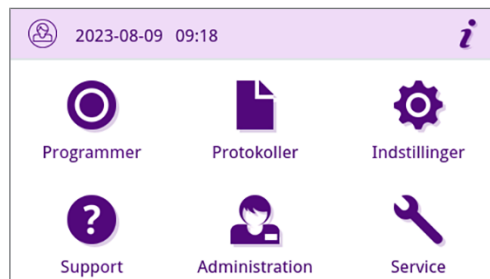 2023-08-09 09:18 i
Programmer Protokoller Indstillinger
?
Support Administration Service